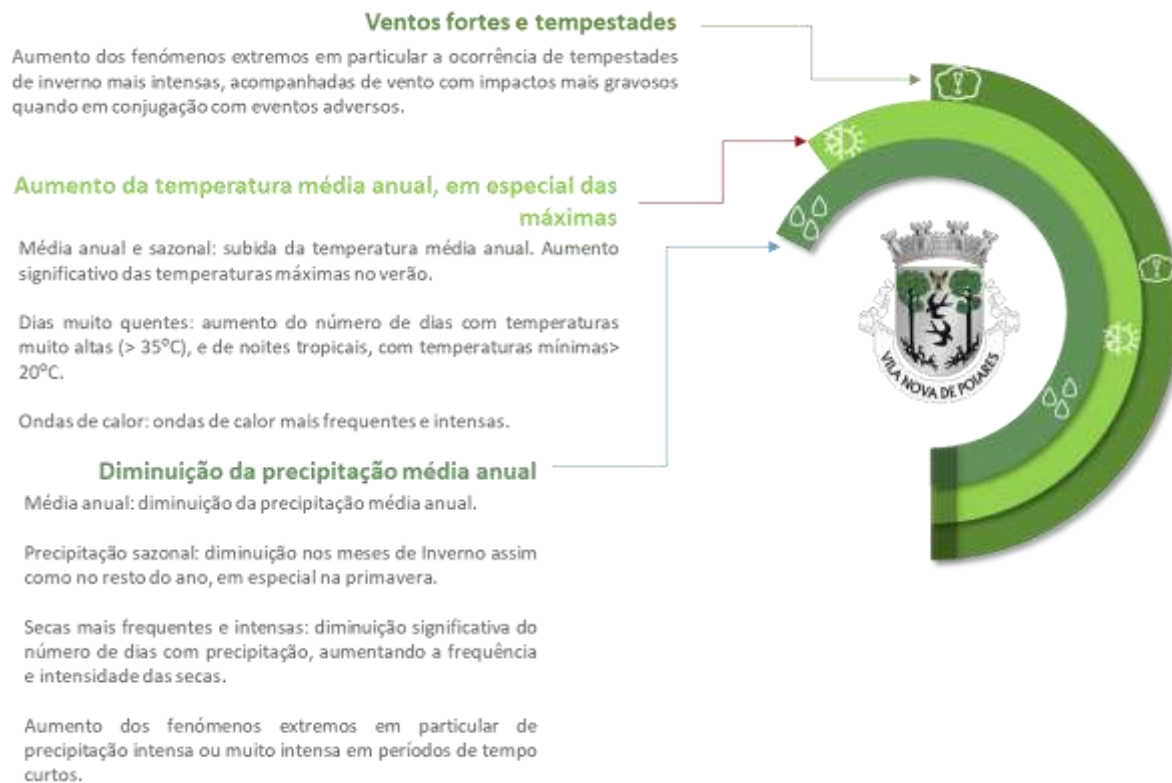 Ventos fortes e tempestades
Aumento dos fenómenos extremos em particular a ocorrência de tempestades
de inverno mais intensas, acompanhadas de vento com impactos mais gravosos
quando em conjugação com eventos adversos.
Aumento da temperatura média anual, em especial das
máximas
Média anual e sazonal: subida da temperatura média anual. Aumento
significativo das temperaturas máximas no verão.
Dias muito quentes: aumento do número de dias com temperaturas
muito altas (> 35ºC), e de noites tropicais, com temperaturas mínimas>
20ºC.
Ondas de calor: ondas de calor mais frequentes e intensas.
Diminuição da precipitação média anual
Média anual: diminuição da precipitação média anual.
Precipitação sazonal: diminuição nos meses de Inverno assim
como no resto do ano, em especial na primavera.
Secas mais frequentes e intensas: diminuição significativa do
número de dias com precipitação, aumentando a frequência
e intensidade das secas.
Aumento dos fenómenos extremos em particular de
precipitação intensa ou muito intensa em períodos de tempo
curtos.
VILA NOVA DE POIARES